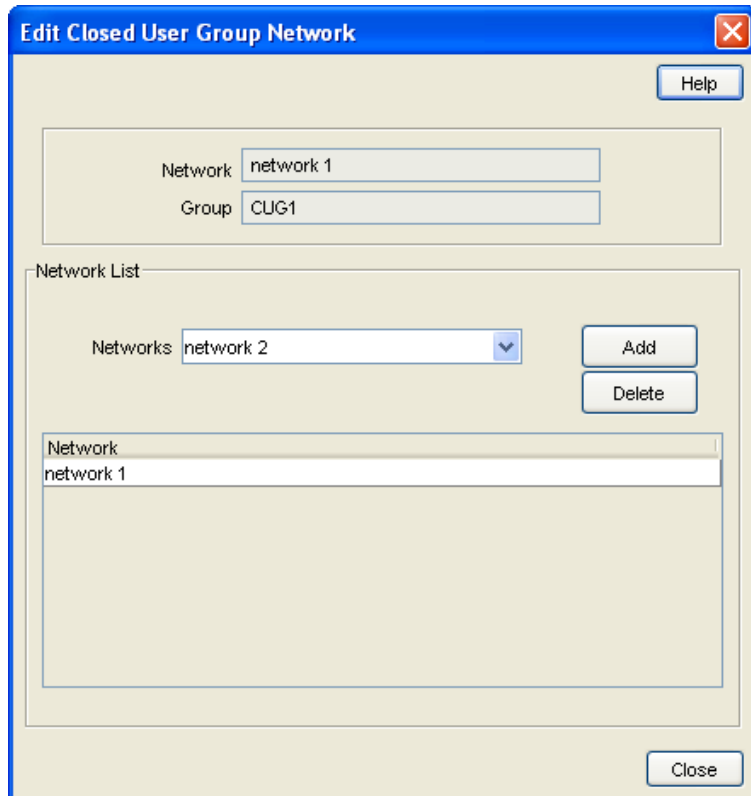 Edit Closed User Group Network
Help
Network network 1
Group CUG1
Network List
Networks network 2
Add
Delete
Network
network 1
Close